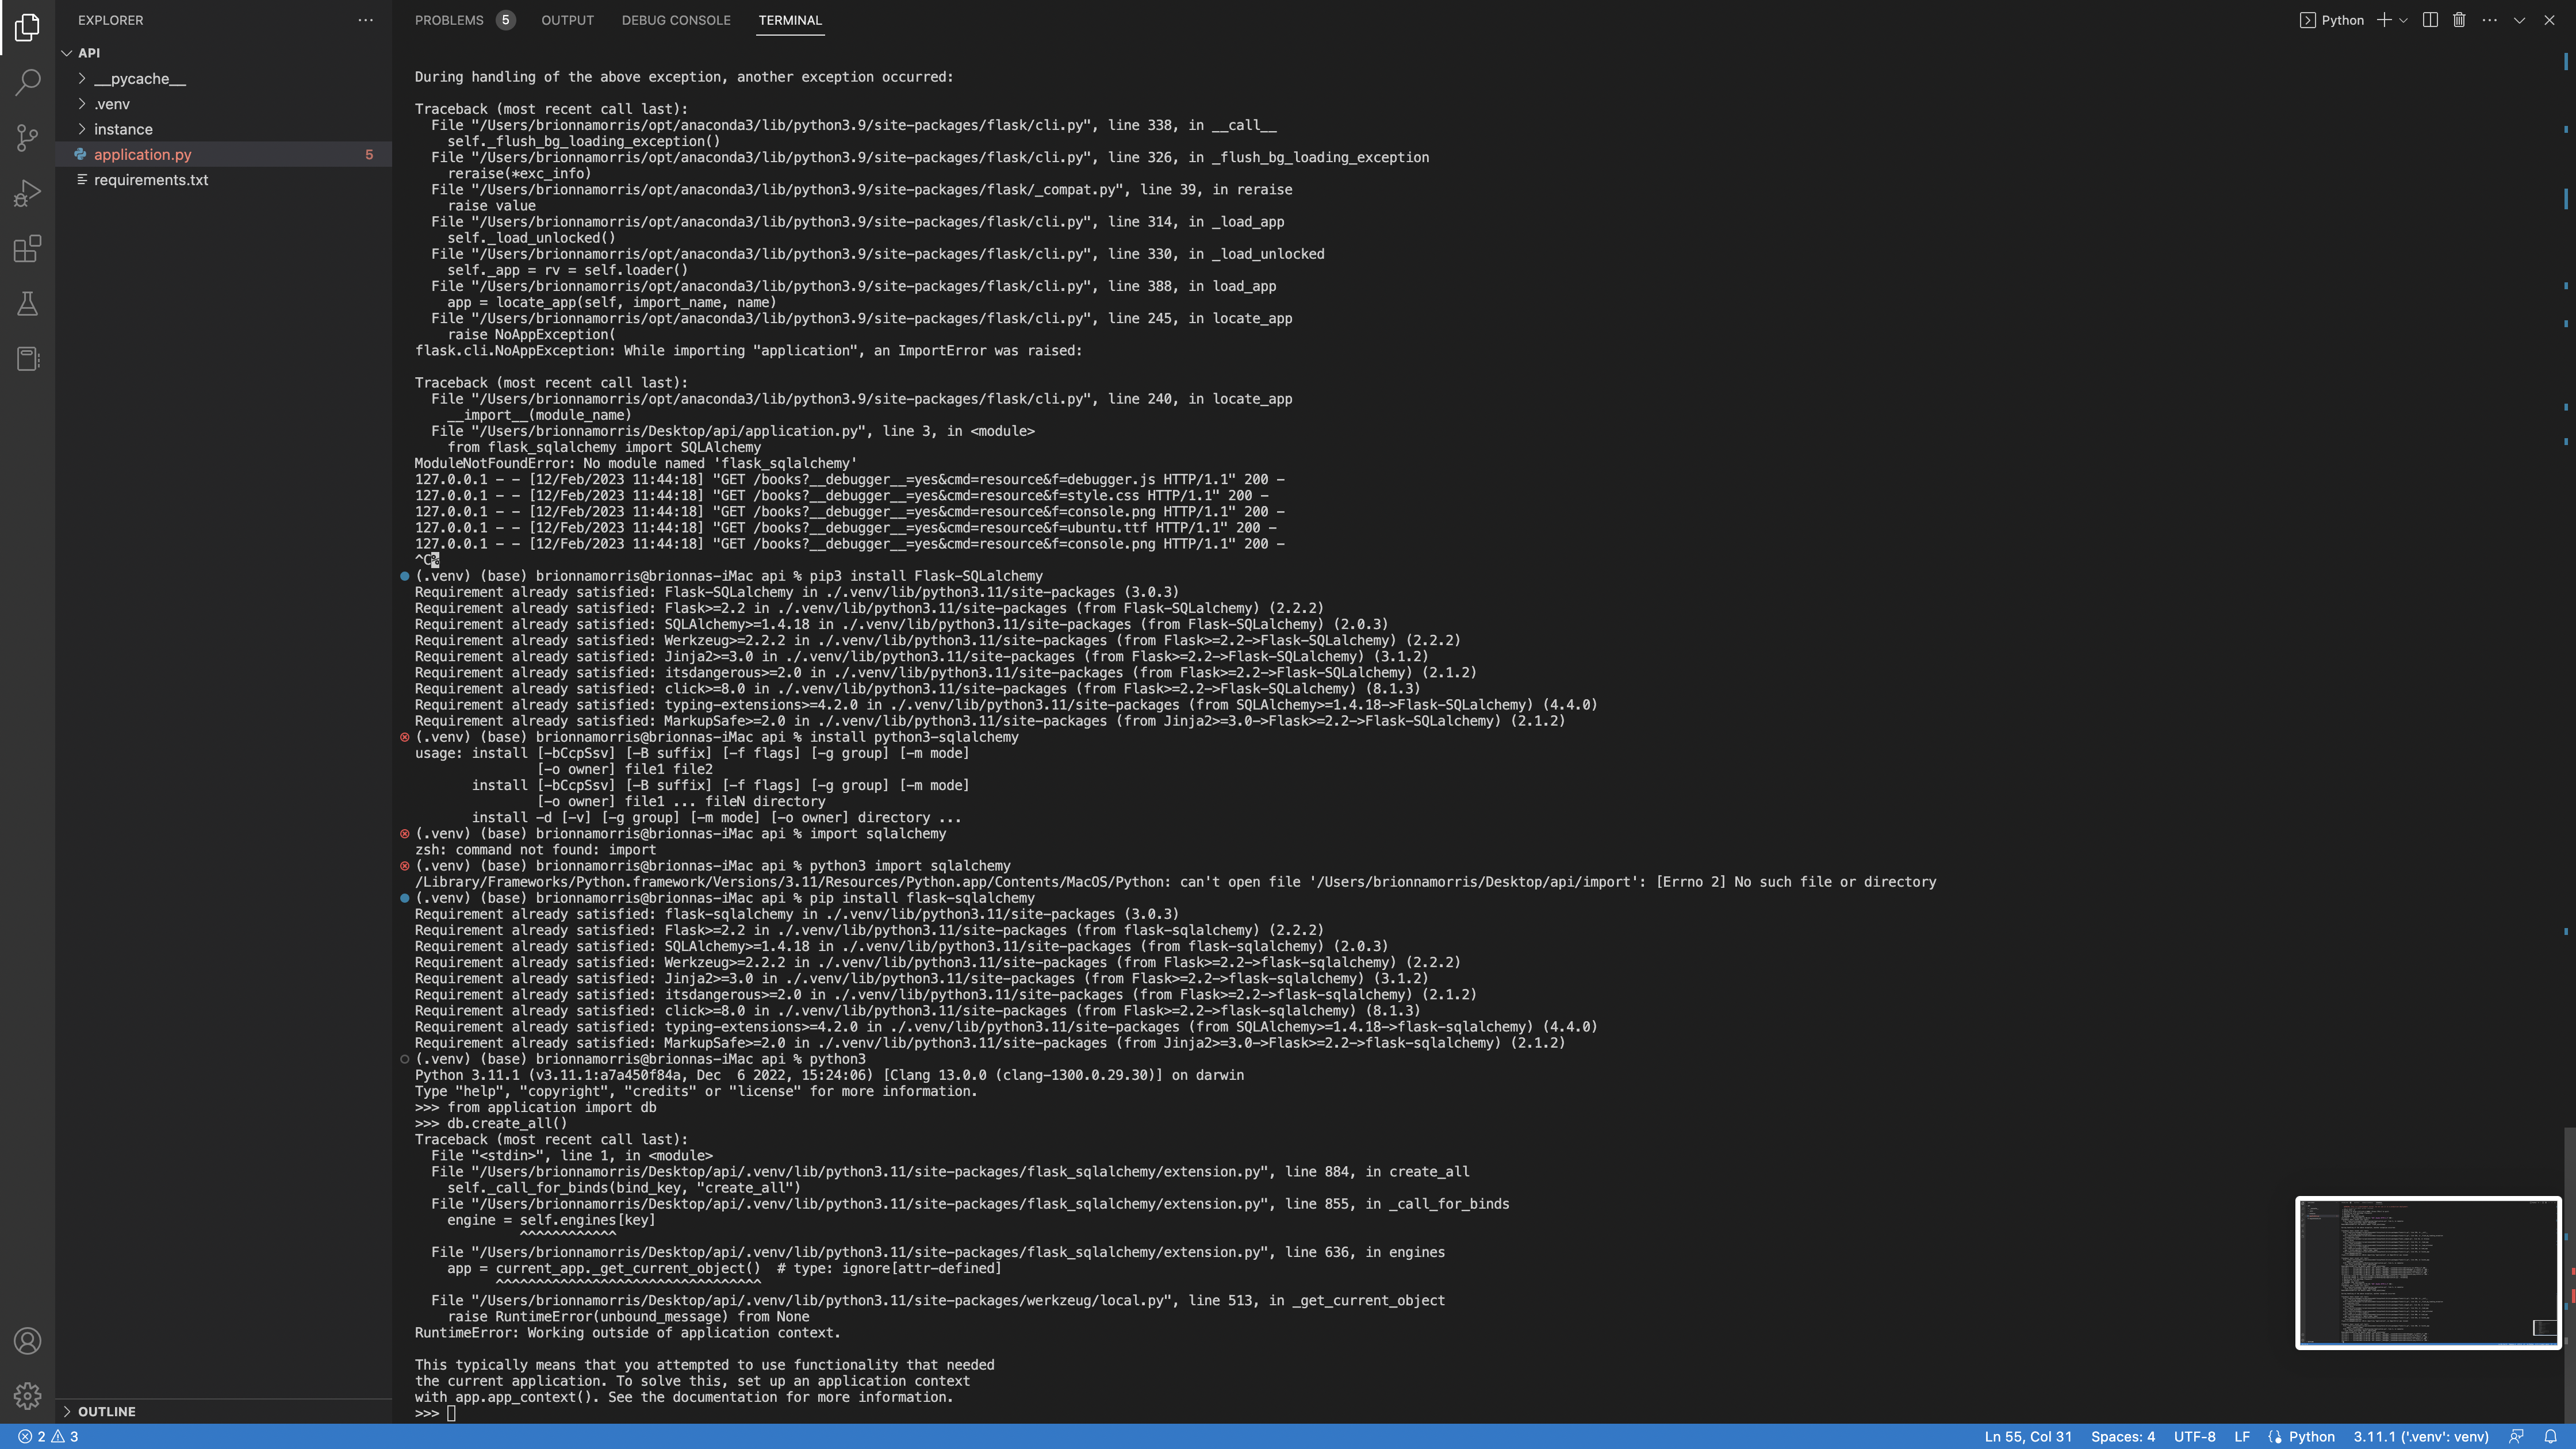 EXPLORER
API
__pycache__
.venv
instance
application.py 5
requirements.txt
OUTLINE
PROBLEMS 5 OUTPUT DEBUG CONSOLE TERMINAL
Python
During handling of the above exception, another exception occurred:
Traceback (most recent call last):
File "/Users/brionnamorris/opt/anaconda3/lib/python3.9/site-packages/flask/cli.py", line 338, in __call__
self._flush_bg_loading_exception()
File "/Users/brionnamorris/opt/anaconda3/lib/python3.9/site-packages/flask/cli.py", line 326, in _flush_bg_loading_exception
reraise(*exc_info)
File "/Users/brionnamorris/opt/anaconda3/lib/python3.9/site-packages/flask/_compat.py", line 39, in reraise
raise value
File "/Users/brionnamorris/opt/anaconda3/lib/python3.9/site-packages/flask/cli.py", line 314, in _load_app
self._load_unlocked()
File "/Users/brionnamorris/opt/anaconda3/lib/python3.9/site-packages/flask/cli.py", line 330, in _load_unlocked
self._app = rv = self.loader()
File "/Users/brionnamorris/opt/anaconda3/lib/python3.9/site-packages/flask/cli.py", line 388, in load_app
app = locate_app(self, import_name, name)
File "/Users/brionnamorris/opt/anaconda3/lib/python3.9/site-packages/flask/cli.py", line 245, in locate_app
raise NoAppException(
flask.cli.NoAppException: While importing "application", an ImportError was raised:
Traceback (most recent call last):
File "/Users/brionnamorris/opt/anaconda3/lib/python3.9/site-packages/flask/cli.py", line 240, in locate_app
__import__(module_name)
File "/Users/brionnamorris/Desktop/api/application.py", line 3, in <module>
from flask_sqlalchemy import SQLAlchemy
ModuleNotFoundError: No module named 'flask_sqlalchemy'
127.0.0.1 - - [12/Feb/2023 11:44:18] "GET /books?__debugger__=yes&cmd=resource&f=debugger.js HTTP/1.1" 200 -
127.0.0.1 - - [12/Feb/2023 11:44:18] "GET /books?__debugger__=yes&cmd=resource&f=style.css HTTP/1.1" 200 -
127.0.0.1 - - [12/Feb/2023 11:44:18] "GET /books?__debugger__=yes&cmd=resource&f=console.png HTTP/1.1" 200 -
127.0.0.1 - - [12/Feb/2023 11:44:18] "GET /books?__debugger__=yes&cmd=resource&f=ubuntu.ttf HTTP/1.1" 200 -
127.0.0.1 - - [12/Feb/2023 11:44:18] "GET /books?__debugger__=yes&cmd=resource&f=console.png HTTP/1.1" 200 -
^C%
(.venv) (base) brionnamorris@brionnas-iMac api % pip3 install Flask-SQLalchemy
Requirement already satisfied: Flask-SQLalchemy in ./.venv/lib/python3.11/site-packages (3.0.3)
Requirement already satisfied: Flask>=2.2 in ./.venv/lib/python3.11/site-packages (from Flask-SQLalchemy) (2.2.2)
Requirement already satisfied: SQLAlchemy>=1.4.18 in ./.venv/lib/python3.11/site-packages (from Flask-SQLalchemy) (2.0.3)
Requirement already satisfied: Werkzeug>=2.2.2 in ./.venv/lib/python3.11/site-packages (from Flask>=2.2->Flask-SQLalchemy) (2.2.2)
Requirement already satisfied: Jinja2>=3.0 in ./.venv/lib/python3.11/site-packages (from Flask>=2.2->Flask-SQLalchemy) (3.1.2)
Requirement already satisfied: itsdangerous>=2.0 in ./.venv/lib/python3.11/site-packages (from Flask>=2.2->Flask-SQLalchemy) (2.1.2)
Requirement already satisfied: click>=8.0 in ./.venv/lib/python3.11/site-packages (from Flask>=2.2->Flask-SQLalchemy) (8.1.3)
Requirement already satisfied: typing-extensions>=4.2.0 in ./.venv/lib/python3.11/site-packages (from SQLAlchemy>=1.4.18->Flask-SQLalchemy) (4.4.0)
Requirement already satisfied: MarkupSafe>=2.0 in ./.venv/lib/python3.11/site-packages (from Jinja2>=3.0->Flask>=2.2->Flask-SQLalchemy) (2.1.2)
(.venv) (base) brionnamorris@brionnas-iMac api % install python3-sqlalchemy
usage: install [-bCcpSsv] [-B suffix] [-f flags] [-g group] [-m mode]
[-o owner] file1 file2
install [-bCcpSsv] [-B suffix] [-f flags] [-g group] [-m mode]
[-o owner] file1 ... fileN directory
install -d [-v] [-g group] [-m mode] [-o owner] directory ...
(.venv) (base) brionnamorris@brionnas-iMac api % import sqlalchemy
zsh: command not found: import
(.venv) (base) brionnamorris@brionnas-iMac api % python3 import sqlalchemy
/Library/Frameworks/Python.framework/Versions/3.11/Resources/Python.app/Contents/MacOS/Python: can't open file '/Users/brionnamorris/Desktop/api/import': [Errno 2] No such file or directory
(.venv) (base) brionnamorris@brionnas-iMac api % pip install flask-sqlalchemy
Requirement already satisfied: flask-sqlalchemy in ./.venv/lib/python3.11/site-packages (3.0.3)
Requirement already satisfied: Flask>=2.2 in ./.venv/lib/python3.11/site-packages (from flask-sqlalchemy) (2.2.2)
Requirement already satisfied: SQLAlchemy>=1.4.18 in ./.venv/lib/python3.11/site-packages (from flask-sqlalchemy) (2.0.3)
Requirement already satisfied: Werkzeug>=2.2.2 in ./.venv/lib/python3.11/site-packages (from Flask>=2.2->flask-sqlalchemy) (2.2.2)
Requirement already satisfied: Jinja2>=3.0 in ./.venv/lib/python3.11/site-packages (from Flask>=2.2->flask-sqlalchemy) (3.1.2)
Requirement already satisfied: itsdangerous>=2.0 in ./.venv/lib/python3.11/site-packages (from Flask>=2.2->flask-sqlalchemy) (2.1.2)
Requirement already satisfied: click>=8.0 in ./.venv/lib/python3.11/site-packages (from Flask>=2.2->flask-sqlalchemy) (8.1.3)
Requirement already satisfied: typing-extensions>=4.2.0 in ./.venv/lib/python3.11/site-packages (from SQLAlchemy>=1.4.18->flask-sqlalchemy) (4.4.0)
Requirement already satisfied: MarkupSafe>=2.0 in ./.venv/lib/python3.11/site-packages (from Jinja2>=3.0->Flask>=2.2->flask-sqlalchemy) (2.1.2)
(.venv) (base) brionnamorris@brionnas-iMac api % python3
Python 3.11.1 (v3.11.1:a7a450f84a, Dec  6 2022, 15:24:06) [Clang 13.0.0 (clang-1300.0.29.30)] on darwin
Type "help", "copyright", "credits" or "license" for more information.
>>> from application import db
>>> db.create_all()
Traceback (most recent call last):
File "<stdin>", line 1, in <module>
File "/Users/brionnamorris/Desktop/api/.venv/lib/python3.11/site-packages/flask_sqlalchemy/extension.py", line 884, in create_all
self._call_for_binds(bind_key, "create_all")
File "/Users/brionnamorris/Desktop/api/.venv/lib/python3.11/site-packages/flask_sqlalchemy/extension.py", line 855, in _call_for_binds
engine = self.engines[key]
^^^^^^^^^^^^
File "/Users/brionnamorris/Desktop/api/.venv/lib/python3.11/site-packages/flask_sqlalchemy/extension.py", line 636, in engines
app = current_app._get_current_object()  # type: ignore[attr-defined]
^^^^^^^^^^^^^^^^^^^^^^^^^^^^^^^^^
File "/Users/brionnamorris/Desktop/api/.venv/lib/python3.11/site-packages/werkzeug/local.py", line 513, in _get_current_object
raise RuntimeError(unbound_message) from None
RuntimeError: Working outside of application context.
This typically means that you attempted to use functionality that needed
the current application. To solve this, set up an application context
with app.app_context(). See the documentation for more information.
>>>
2 3 Ln 55, Col 31 Spaces: 4 UTF-8 LF Python 3.11.1 ('.venv': venv)